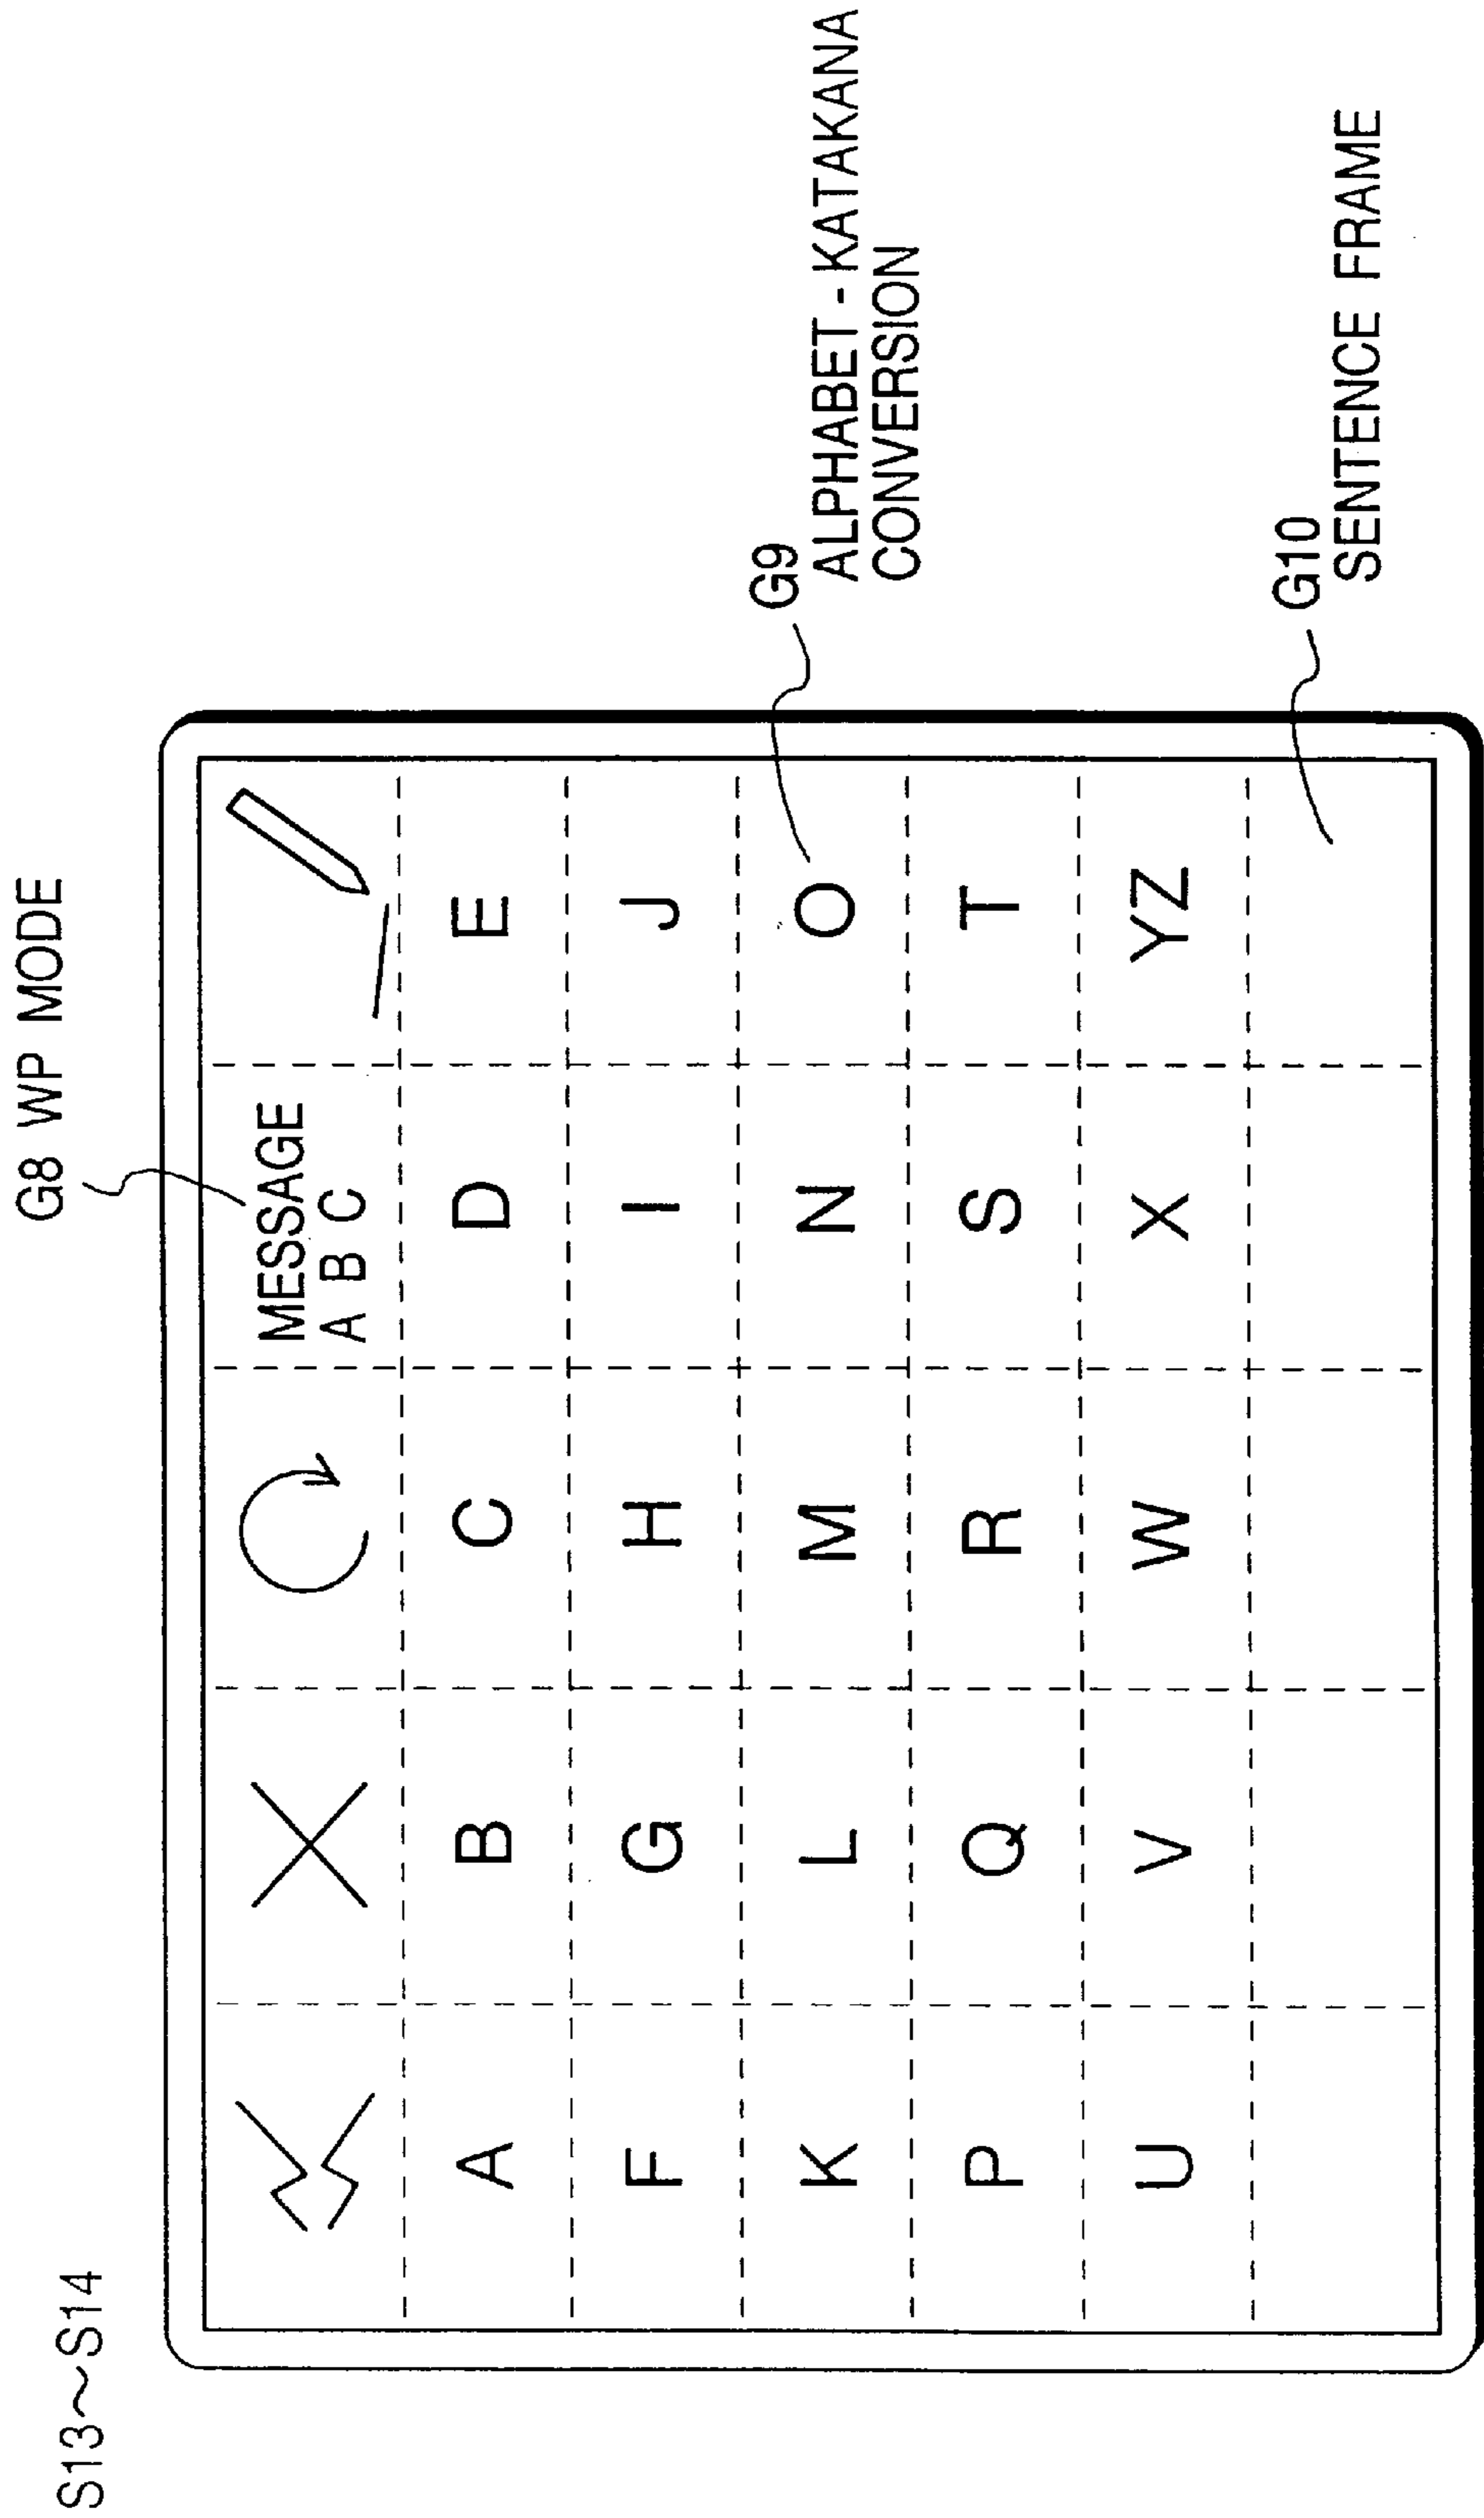 S13~S14
G8 WP MODE
MESSAGE
A B C
A B C D E
F G H I J
K L M N O
P Q R S T
U V W X YZ
G9
ALPHABET-KATAKANA
CONVERSION
G10
SENTENCE FRAME